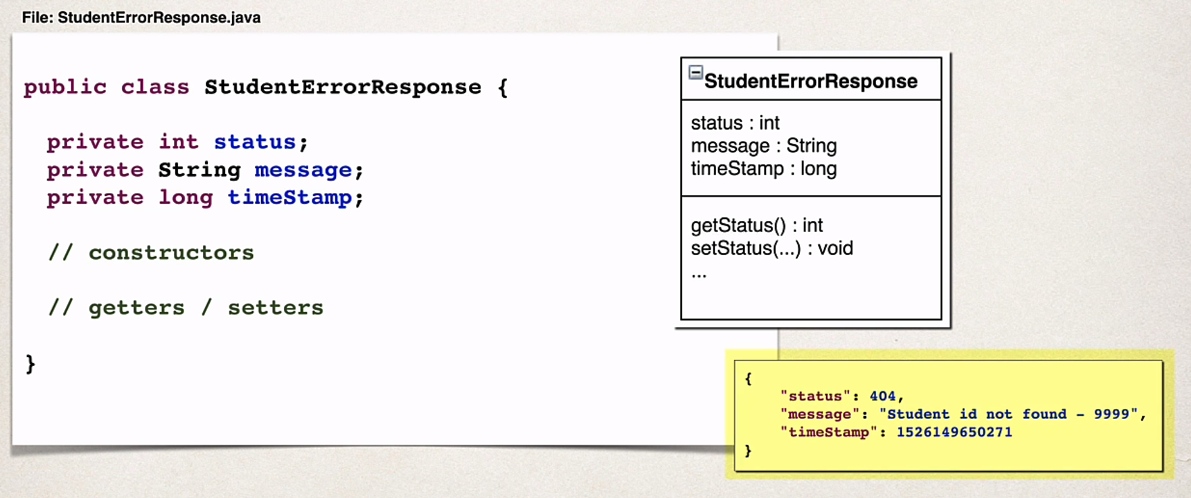 File: StudentErrorResponse.java
public class StudentErrorResponse {
private int status;
private String message;
private long timeStamp;
// constructors
// getters / setters
}
StudentErrorResponse
status : int
message : String
timeStamp : long
getStatus() : int
setStatus(...) : void
...
{
"status": 404,
"message": "Student id not found - 9999",
"timeStamp": 1526149650271
}